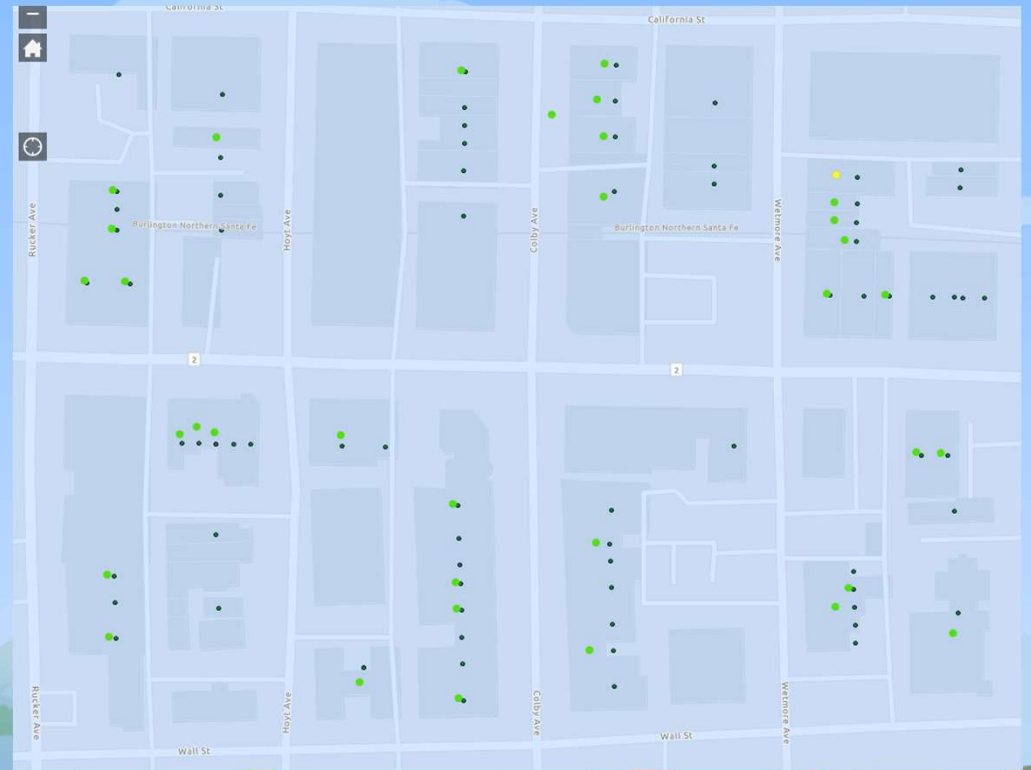 California St
California St
Rucker Ave
Hoyt Ave
Colby Ave
Wetmore Ave
Burlington Northern Santa Fe
Burlington Northern Santa Fe
2
2
Rucker Ave
Hoyt Ave
Colby Ave
Wetmore Ave
Wall St
Wall St